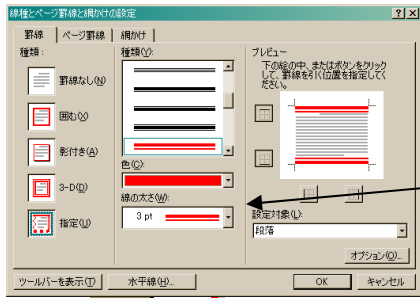 線種とページ罫線と網かけの設定
罫線
ページ罫線
網かけ
種類:
罫線なし(N)
囲む(X)
影付き(A)
3-D(D)
指定(U)
種類(Y):
色(C):
線の太さ(W):
3 pt
プレビュー
下の絵の中、またはボタンをクリック
して、罫線を引く位置を指定してく
ださい。
設定対象(L):
段落
オプション(O)...
ツールバーを表示(T)
水平線(H)...
OK
キャンセル